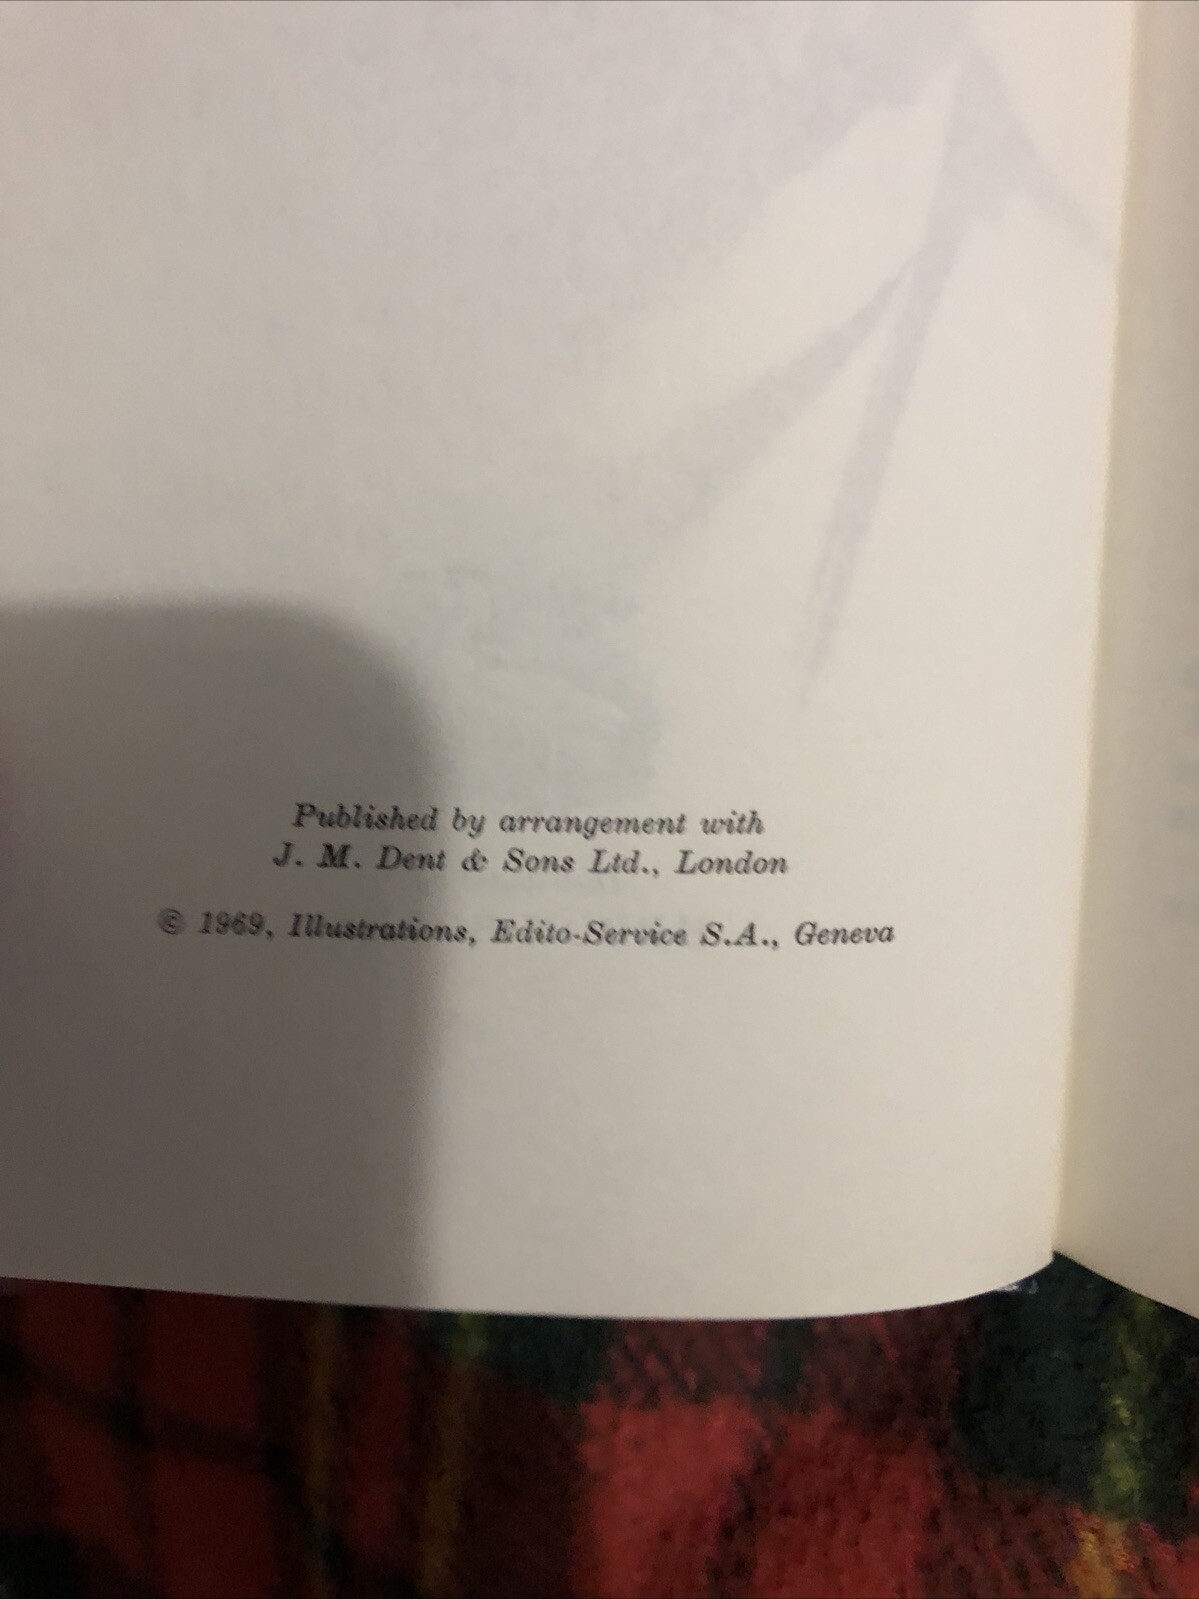 Published by arrangement with
J. M. Dent & Sons Ltd., London
© 1969, Illustrations, Edito-Service S.A., Geneva